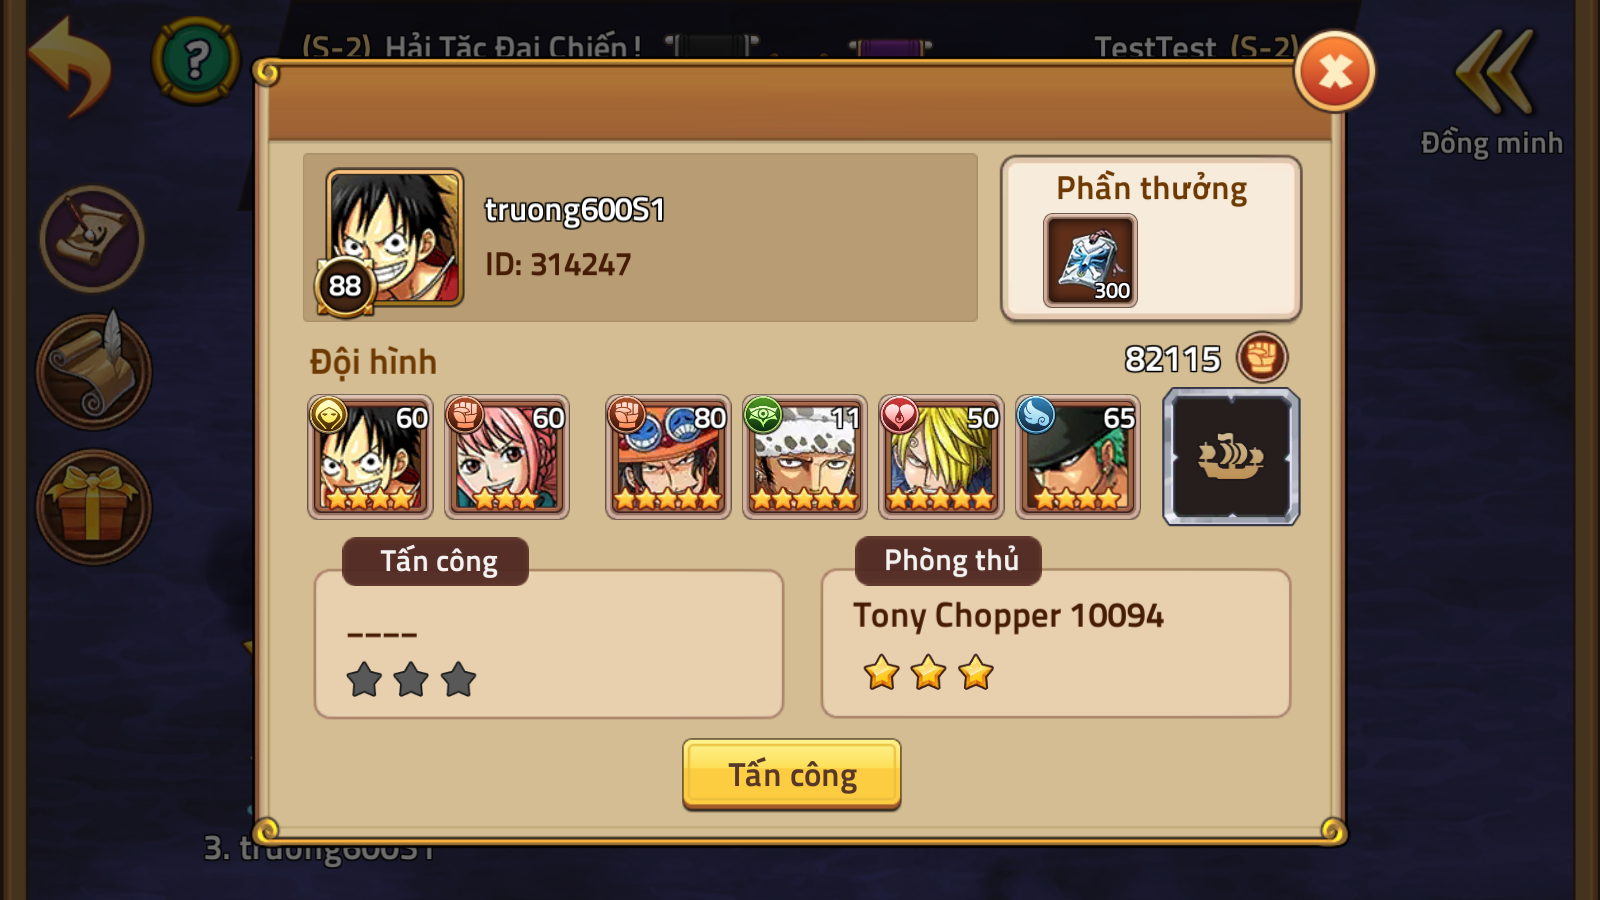 (S-2) Hải Tặc Đại Chiến!
TestTest (S-2)
?
Đồng minh
truong600S1
ID: 314247
88
Phần thưởng
300
Đội hình
82115
60
60
80
11
50
65
Tấn công
Phòng thủ
----
Tony Chopper 10094
Tấn công
3. truong600S1